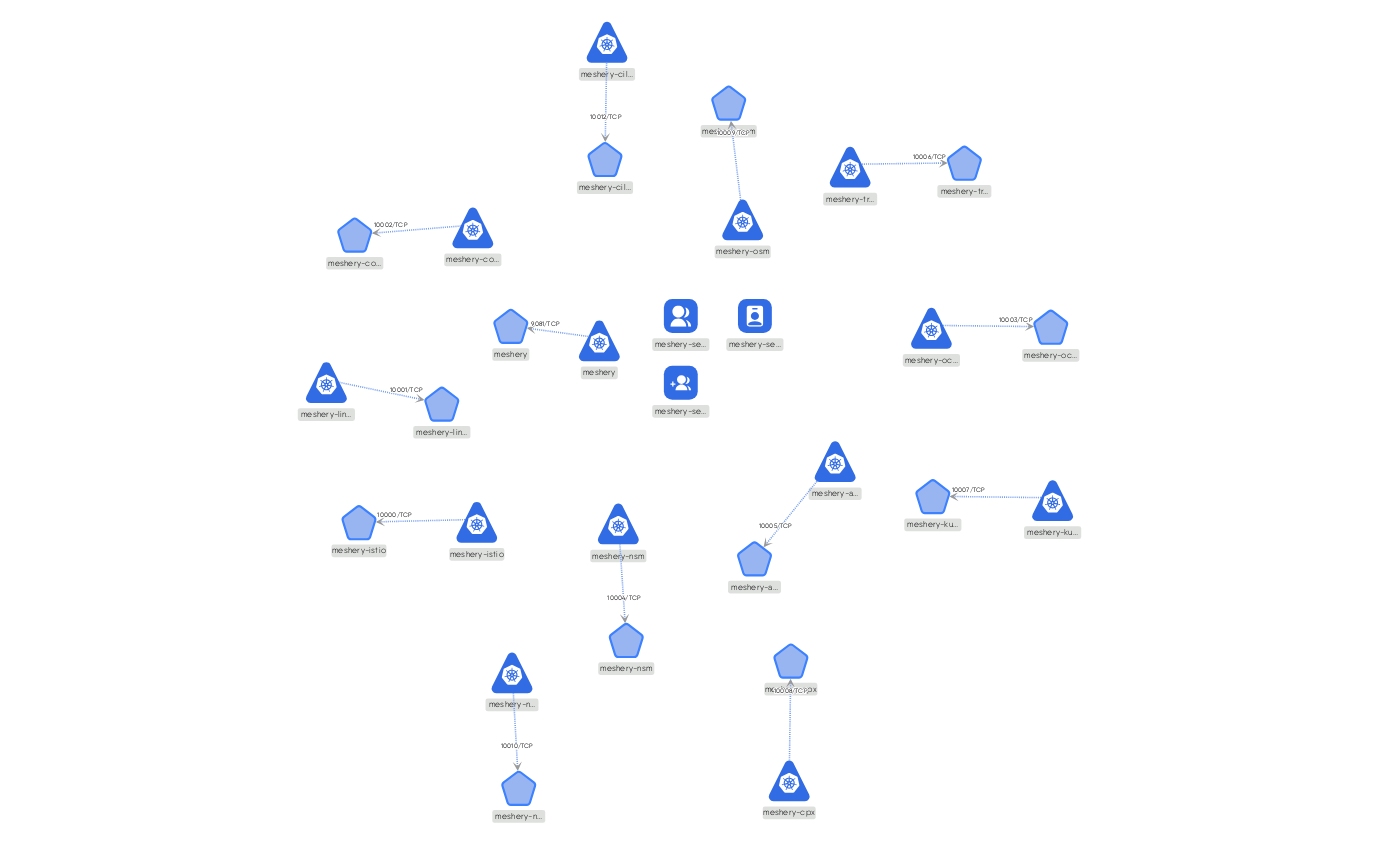 meshery-cil...
10012/TCP
meshery-cil...
10009/TCP
meshery-osm
10006/TCP
meshery-tr...
meshery-tr...
10002/TCP
meshery-co...
meshery-co...
9081/TCP
meshery
meshery
meshery-se...
meshery-se...
meshery-se...
10003/TCP
meshery-oc...
meshery-oc...
10001/TCP
meshery-lin...
meshery-lin...
meshery-a...
10005/TCP
meshery-a...
10007/TCP
meshery-ku...
meshery-ku...
10000/TCP
meshery-istio
meshery-istio
meshery-nsm
10004/TCP
meshery-nsm
meshery-n...
10010/TCP
meshery-n...
10008/TCP
meshery-cpx